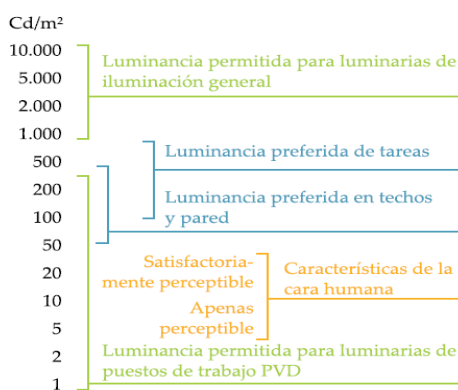 Cd/m²
10.000
5.000
2.000
1.000
500
200
100
50
20
10
5
2
1
Luminancia permitida para luminarias de
iluminación general
Luminancia preferida de tareas
Luminancia preferida en techos
y pared
Satisfactoria-
mente perceptible
Apenas
perceptible
Características de la
cara humana
Luminancia permitida para luminarias de
puestos de trabajo PVD